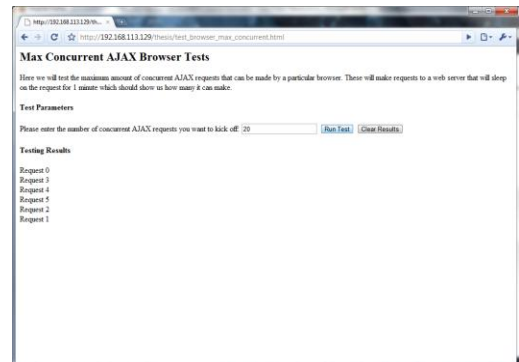 http://192.168.113.129/th...
http://192.168.113.129/thesis/test_browser_max_concurrent.html
Max Concurrent AJAX Browser Tests
Here we will test the maximum amount of concurrent AJAX requests that can be made by a particular browser. These will make requests to a web server that will sleep
on the request for 1 minute which should show us how many it can make.
Test Parameters
Please enter the number of concurrent AJAX requests you want to kick off: 20 Run Test Clear Results
Testing Results
Request 0
Request 3
Request 4
Request 5
Request 2
Request 1